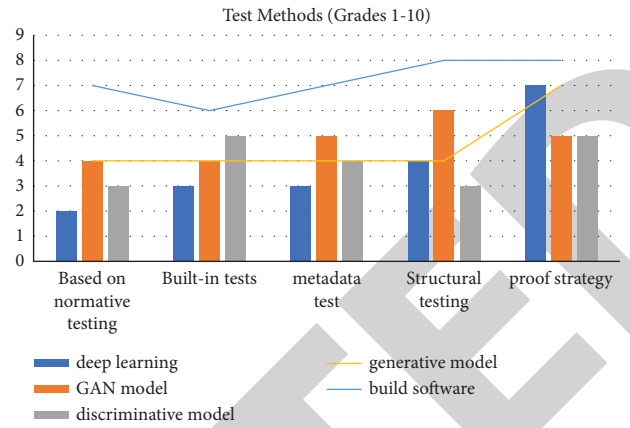 Test Methods (Grades 1-10)
9
8
7
6
5
4
3
2
1
0
Based on
normative
testing
Built-in tests
metadata
test
Structural
testing
proof strategy
deep learning
GAN model
discriminative model
generative model
build software